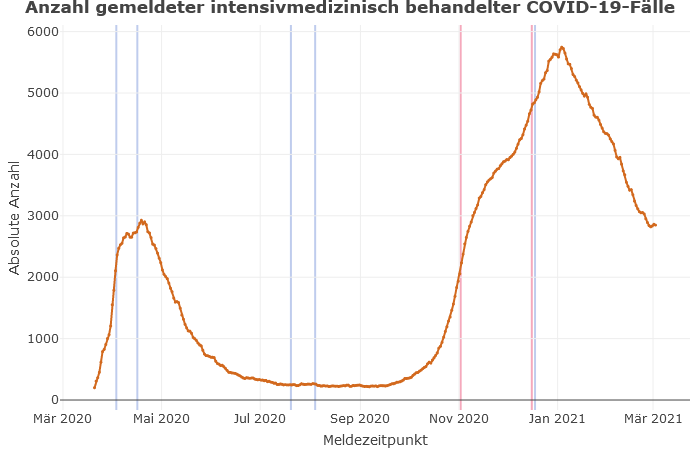 Anzahl gemeldeter intensivmedizinisch behandelter COVID-19-Fälle
6000
5000
4000
3000
2000
1000
0
Absolute Anzahl
Mär 2020 Mai 2020 Jul 2020 Sep 2020 Nov 2020 Jan 2021 Mär 2021
Meldezeitpunkt